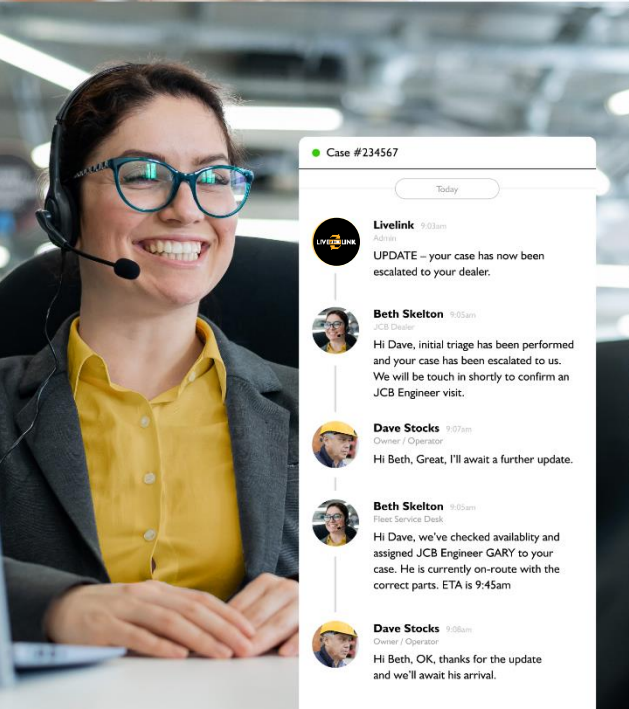 Case #234567
Today
LIVELINK
Livelink 9:03am
Admin
UPDATE – your case has now been
escalated to your dealer.
Beth Skelton 9:05am
JCB Dealer
Hi Dave, initial triage has been performed
and your case has been escalated to us.
We will be touch in shortly to confirm an
JCB Engineer visit.
Dave Stocks 9:07am
Owner / Operator
Hi Beth, Great, I'll await a further update.
Beth Skelton 9:05am
Fleet Service Desk
Hi Dave, we've checked availablity and
assigned JCB Engineer GARY to your
case. He is currently on-route with the
correct parts. ETA is 9:45am
Dave Stocks 9:08am
Owner / Operator
Hi Beth, OK, thanks for the update
and we'll await his arrival.